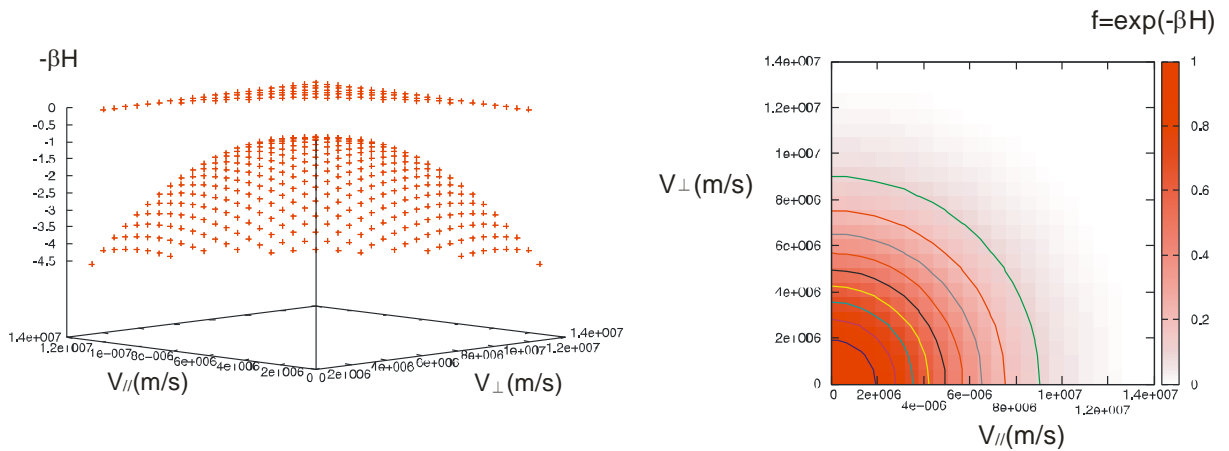 -βH
0
-0.5
-1
-1.5
-2
-2.5
-3
-3.5
-4
-4.5
1.4e+007
1.2e+007
1e-007
8e-006
6e+006
4e+006
2e+006
0
V//(m/s)
0
2e+006
4e+006
6e+006
8e+006
1e+007
1.2e+007
1.4e+007
V⊥(m/s)
f=exp(-βH)
1.4e+007
1.2e+007
1e+007
8e+006
6e+006
4e+006
2e+006
0
V⊥(m/s)
0
2e+006
4e-006
6e-006
8e+006
1e+007
1.2e+007
1.4e+007
V//(m/s)
1
0.8
0.6
0.4
0.2
0